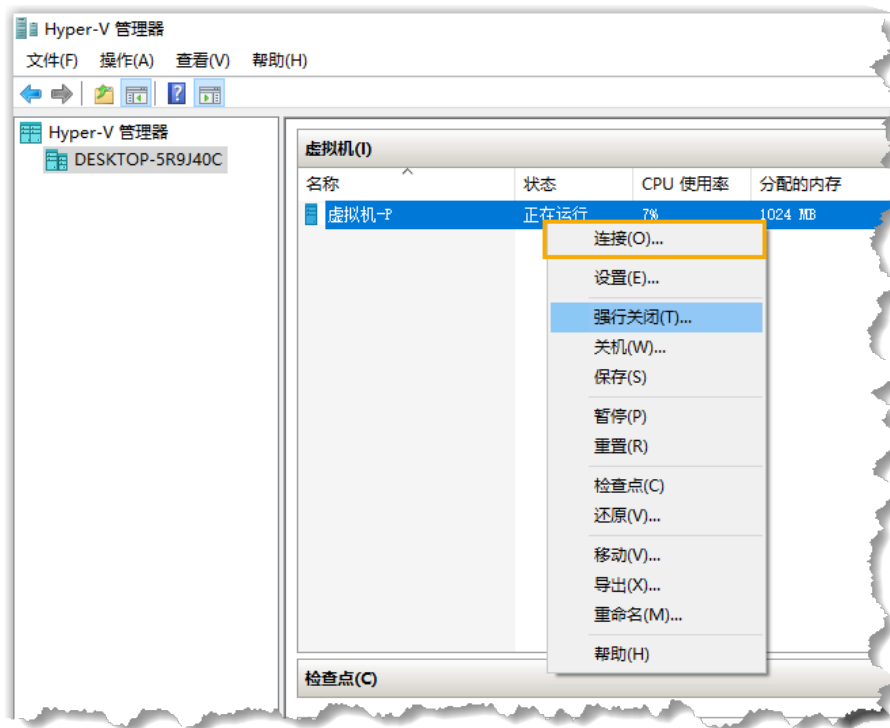 Hyper-V 管理器
文件(F) 操作(A) 查看(V) 帮助(H)
Hyper-V 管理器
DESKTOP-5R9J40C
虚拟机(I)
名称 状态 CPU 使用率 分配的内存
虚拟机-P 正在运行 7% 1024 MB
连接(O)...
设置(E)...
强行关闭(T)...
关机(W)...
保存(S)
暂停(P)
重置(R)
检查点(C)
还原(V)...
移动(V)...
导出(X)...
重命名(M)...
帮助(H)
检查点(C)